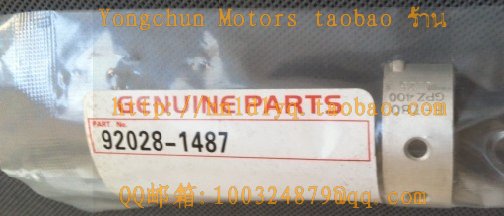 Yongchun Motors taobao ร้าน
GENUINE PARTS
PART No.
92028-1487
GPZ400
QQ邮箱:100324879@qq.com